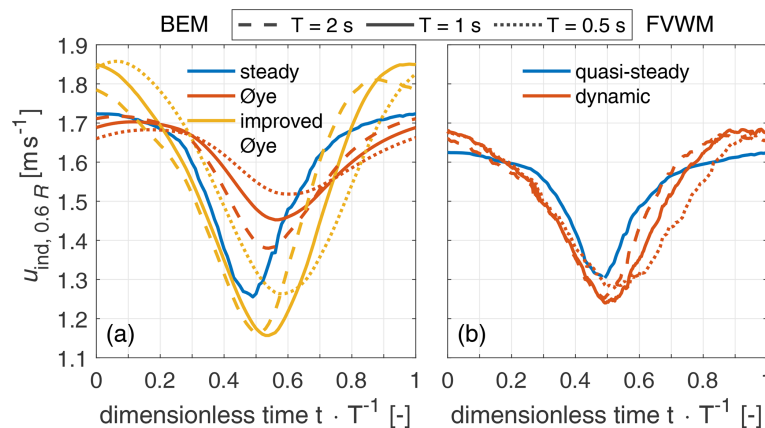 BEM T = 2 s T = 1 s T = 0.5 s FVWM
1.9
1.8
1.7
1.6
1.5
1.4
1.3
1.2
1.1
u_ind, 0.6 R [m s⁻¹]
steady
Øye
improved
Øye
quasi-steady
dynamic
(a)
(b)
0 0.2 0.4 0.6 0.8 1
0 0.2 0.4 0.6 0.8 1
dimensionless time t · T⁻¹ [-]
dimensionless time t · T⁻¹ [-]